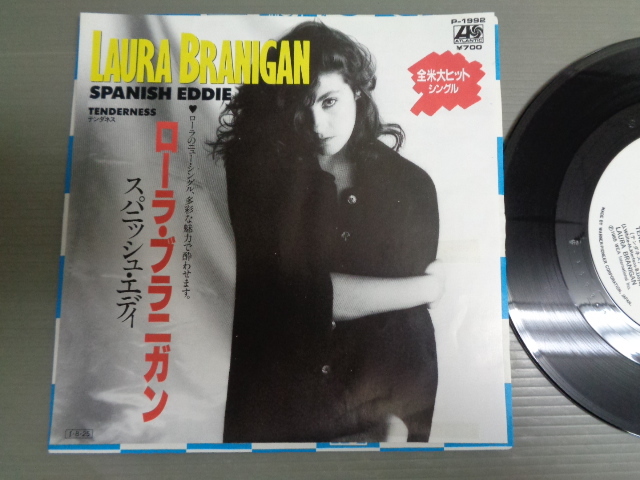 LAURA BRANIGAN
SPANISH EDDIE
TENDERNESS
テンダネス
P-1992
ATLANTIC
¥700
全米大ヒット
シングル
♥ローラのニュー・シングル、多彩な魅力で酔わせます。
ローラ・ブラニガン
スパニッシュ・エディ
LAURA BRANIGAN